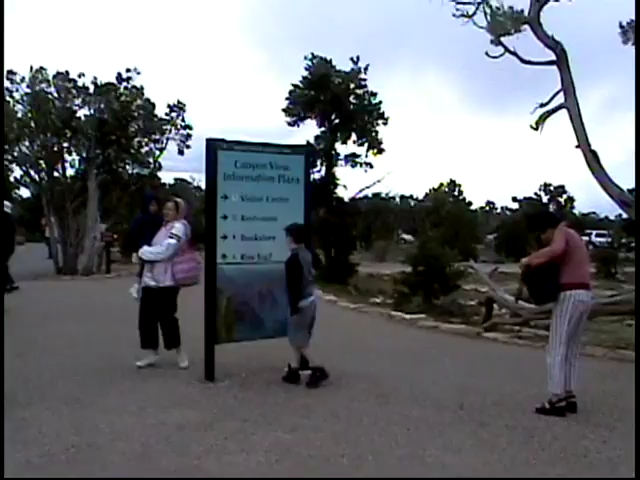 Canyon View
Information Plaza
Visitor Center
Restrooms
Bookstore